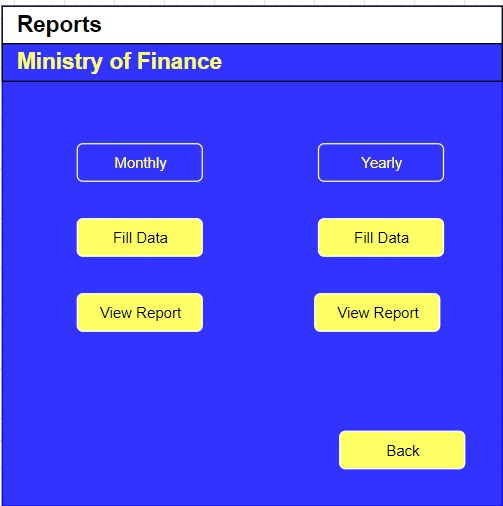 Reports
Ministry of Finance
Monthly
Yearly
Fill Data
Fill Data
View Report
View Report
Back